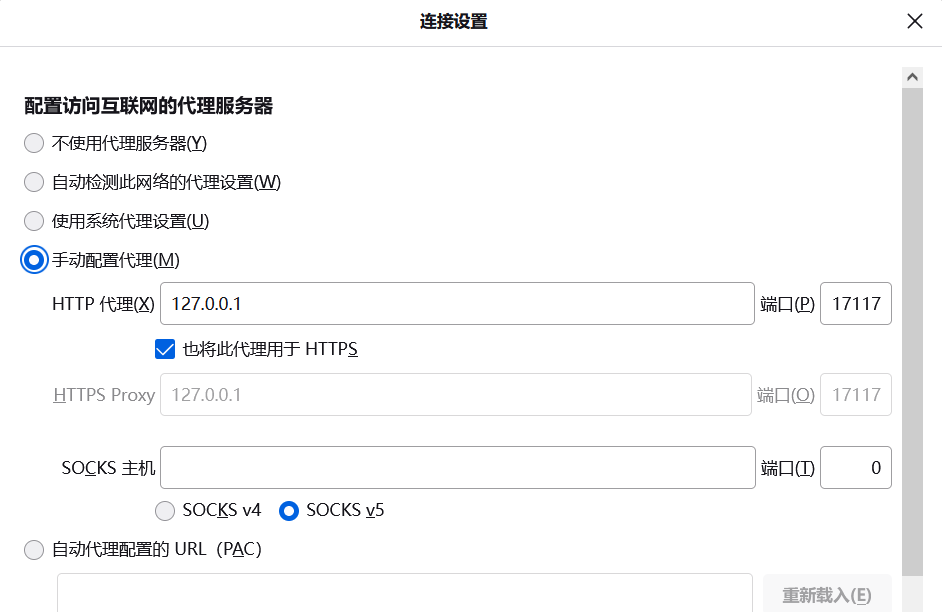 连接设置
配置访问互联网的代理服务器
不使用代理服务器(Y)
自动检测此网络的代理设置(W)
使用系统代理设置(U)
手动配置代理(M)
HTTP 代理(X) 127.0.0.1 端口(P) 17117
也将此代理用于 HTTPS
HTTPS Proxy 127.0.0.1 端口(O) 17117
SOCKS 主机 端口(T) 0
SOCKS v4 SOCKS v5
自动代理配置的 URL（PAC）
重新载入(E)